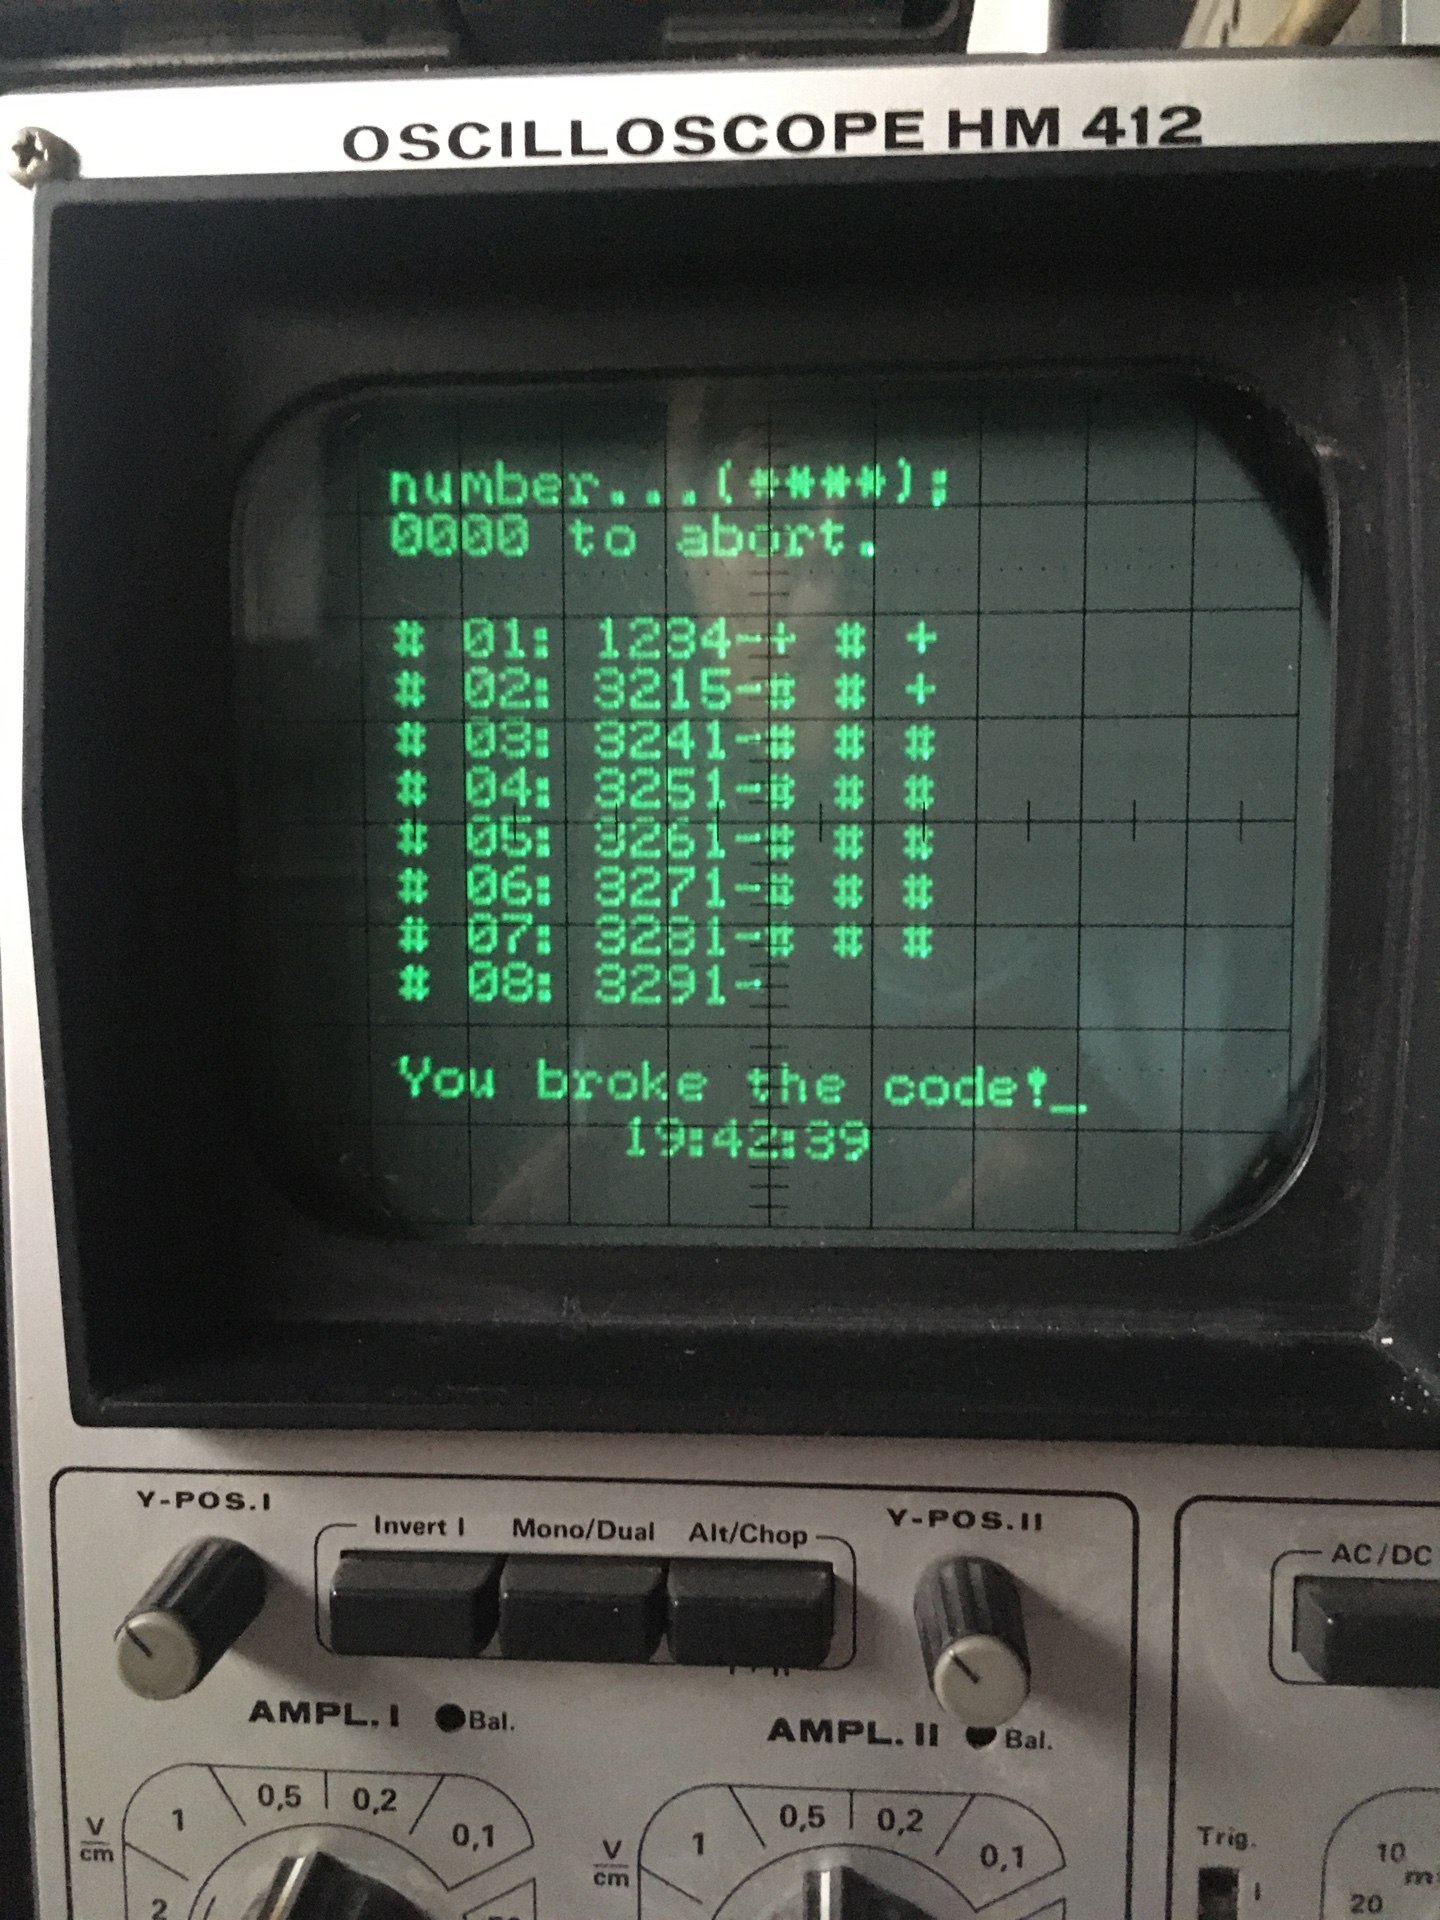 OSCILLOSCOPE HM 412
number...(****);
0000 to abort.
# 01: 1234-+ # +
# 02: 3215-# # +
# 03: 3241-# # #
# 04: 3251-# # #
# 05: 3261-# # #
# 06: 3271-# # #
# 07: 3281-# # #
# 08: 3291-
You broke the code!_
19:42:39
Y-POS.I
Invert I Mono/Dual Alt/Chop
Y-POS.II
AC/DC
AMPL. I Bal.
AMPL. II Bal.
V/cm 2 1 0,5 0,2 0,1
V/cm 1 0,5 0,2 0,1
Trig.
I
10
20